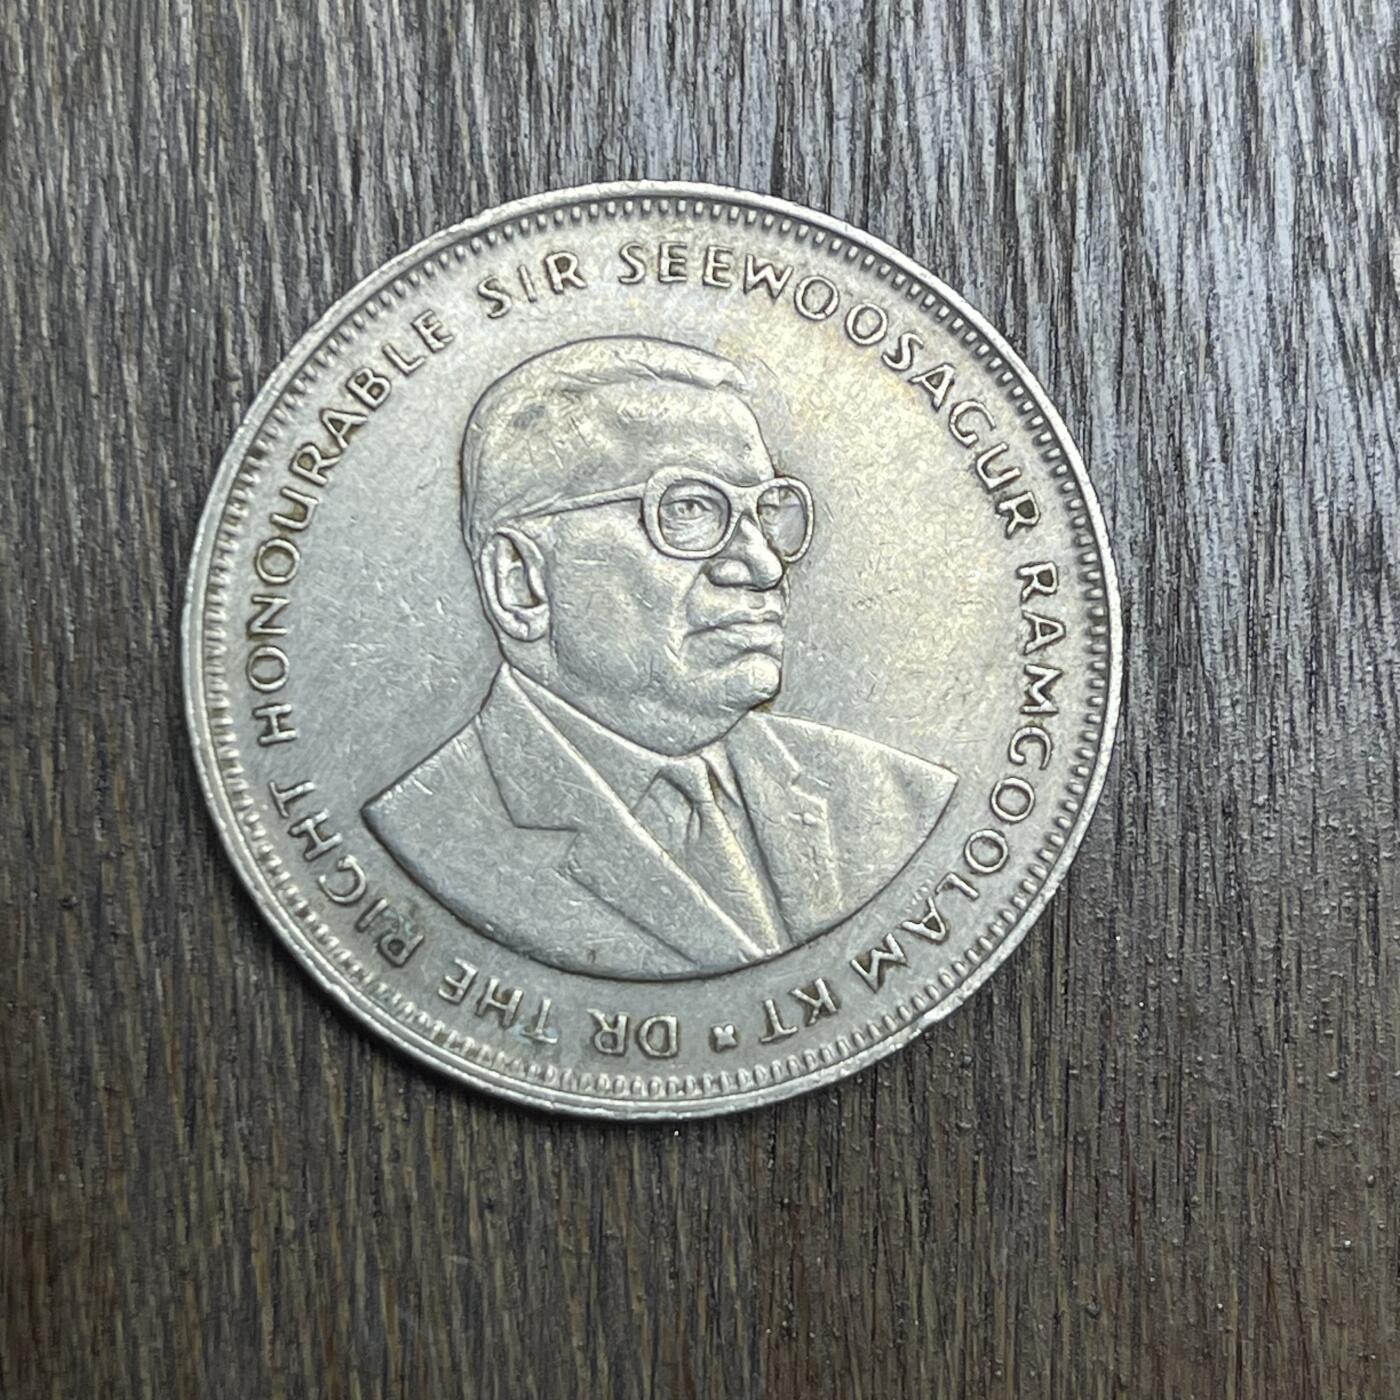 DR THE RIGHT HONOURABLE SIR SEEWOOSAGUR RAMGOOLAM KT